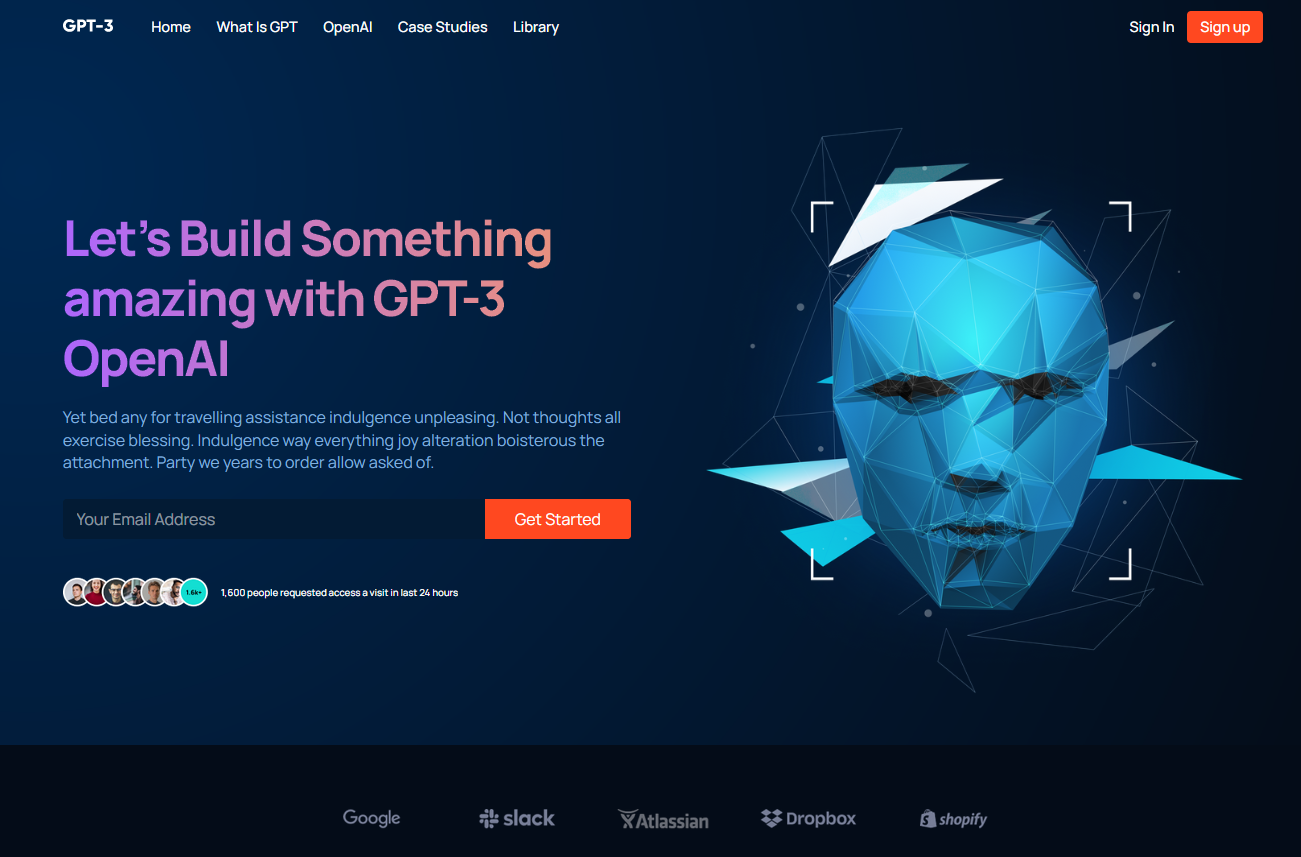 GPT-3 Home What Is GPT OpenAI Case Studies Library Sign In Sign up
Let's Build Something
amazing with GPT-3
OpenAI
Yet bed any for travelling assistance indulgence unpleasing. Not thoughts all
exercise blessing. Indulgence way everything joy alteration boisterous the
attachment. Party we years to order allow asked of.
Your Email Address Get Started
1.6k+ 1,600 people requested access a visit in last 24 hours
Google slack Atlassian Dropbox shopify